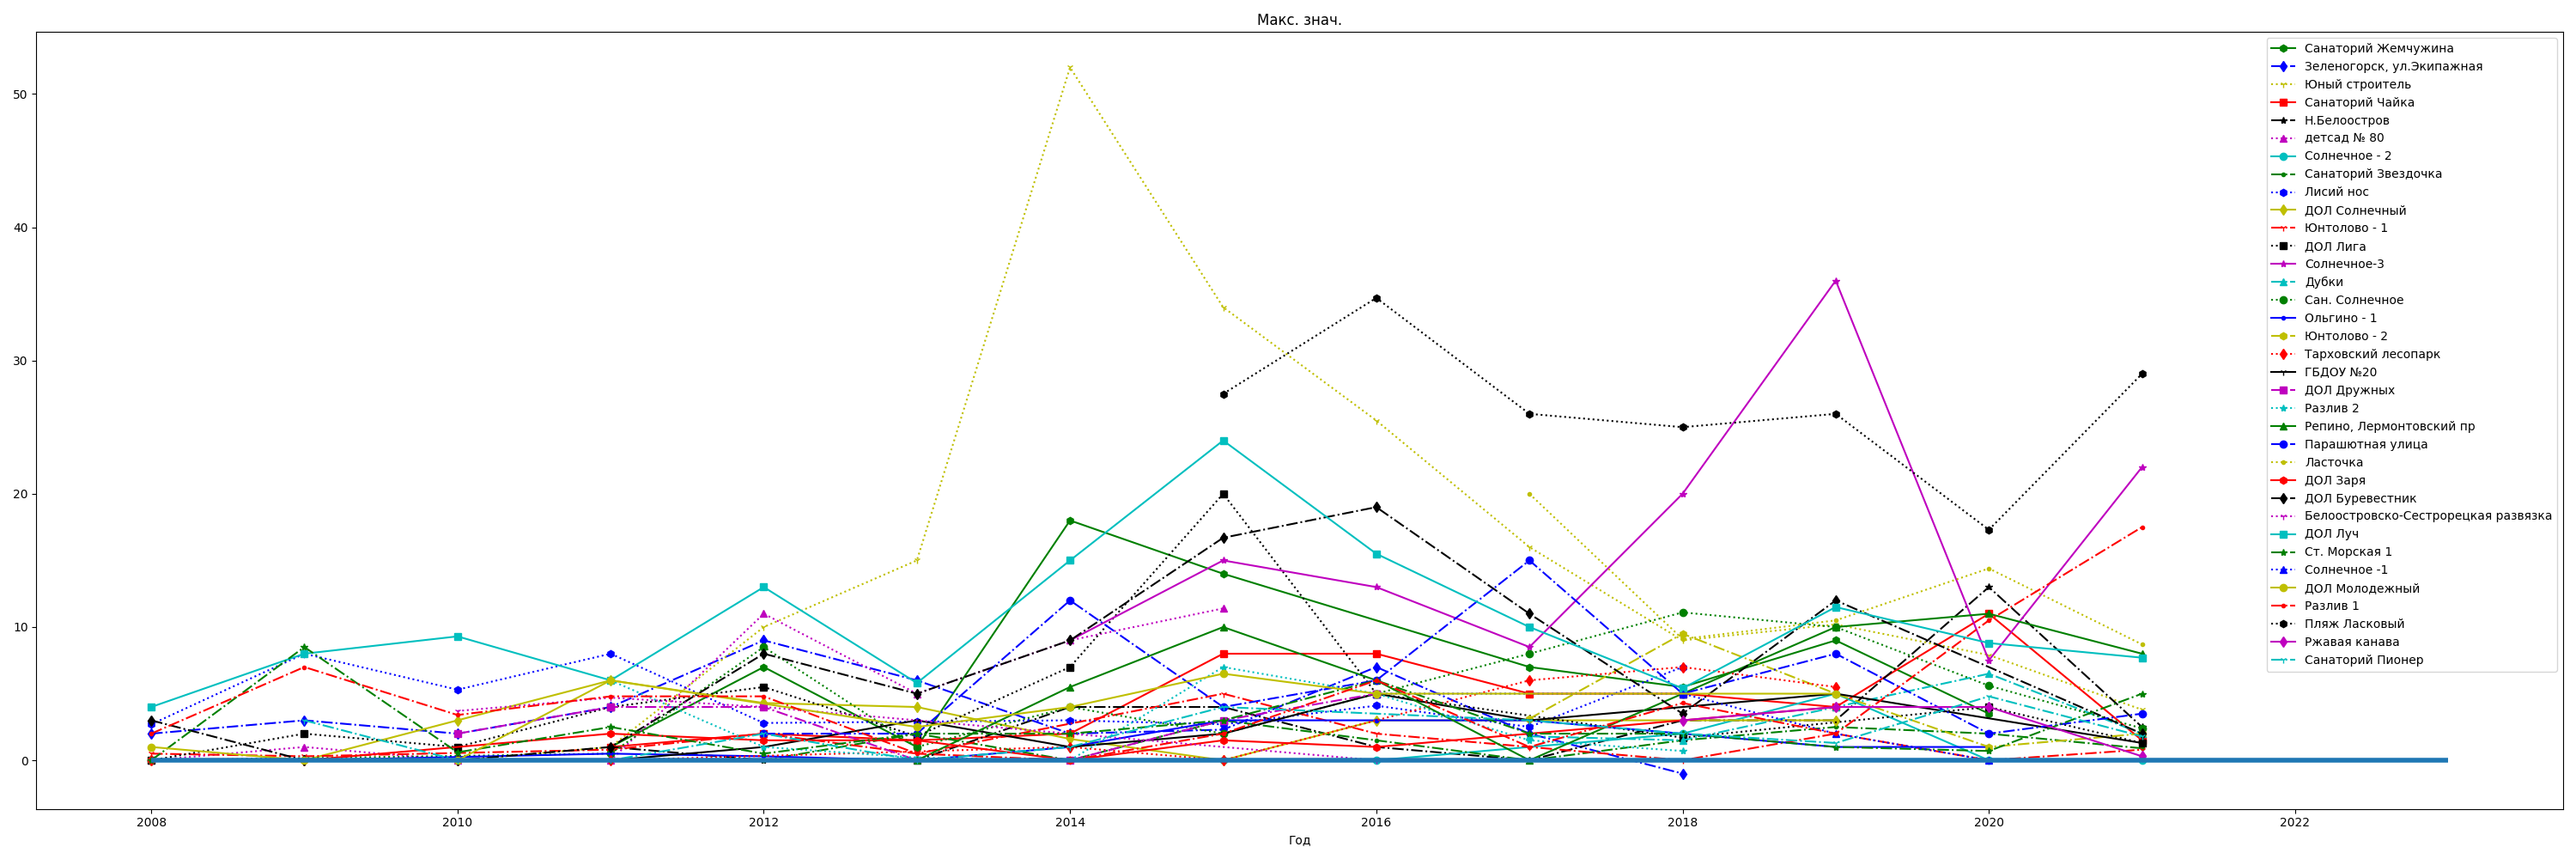 Макс. знач.
50
40
30
20
10
0
2008 2010 2012 2014 2016 2018 2020 2022
Год
Санаторий Жемчужина
Зеленогорск, ул.Экипажная
Юный строитель
Санаторий Чайка
Н.Белоостров
детсад № 80
Солнечное - 2
Санаторий Звездочка
Лисий нос
ДОЛ Солнечный
Юнтолово - 1
ДОЛ Лига
Солнечное-3
Дубки
Сан. Солнечное
Ольгино - 1
Юнтолово - 2
Тарховский лесопарк
ГБДОУ №20
ДОЛ Дружных
Разлив 2
Репино, Лермонтовский пр
Парашютная улица
Ласточка
ДОЛ Заря
ДОЛ Буревестник
Белоостровско-Сестрорецкая развязка
ДОЛ Луч
Ст. Морская 1
Солнечное -1
ДОЛ Молодежный
Разлив 1
Пляж Ласковый
Ржавая канава
Санаторий Пионер